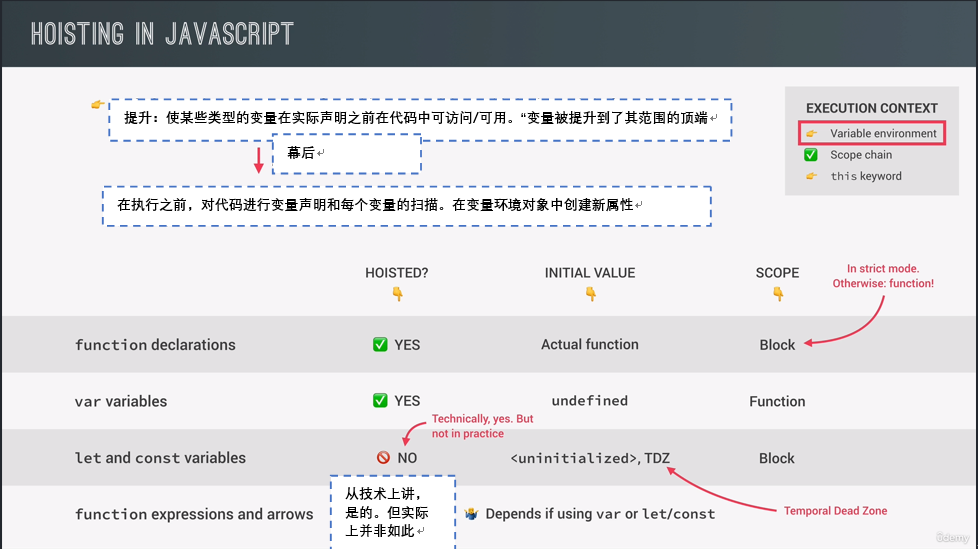 HOISTING IN JAVASCRIPT
提升：使某些类型的变量在实际声明之前在代码中可访问/可用。“变量被提升到了其范围的顶端
幕后
在执行之前，对代码进行变量声明和每个变量的扫描。在变量环境对象中创建新属性
EXECUTION CONTEXT
Variable environment
Scope chain
this keyword
HOISTED?
INITIAL VALUE
SCOPE
In strict mode.
Otherwise: function!
function declarations
YES
Actual function
Block
var variables
YES
undefined
Function
Technically, yes. But
not in practice
let and const variables
NO
<uninitialized>, TDZ
Block
从技术上讲，
是的。但实际
上并非如此
function expressions and arrows
Depends if using var or let/const
Temporal Dead Zone
Udemy